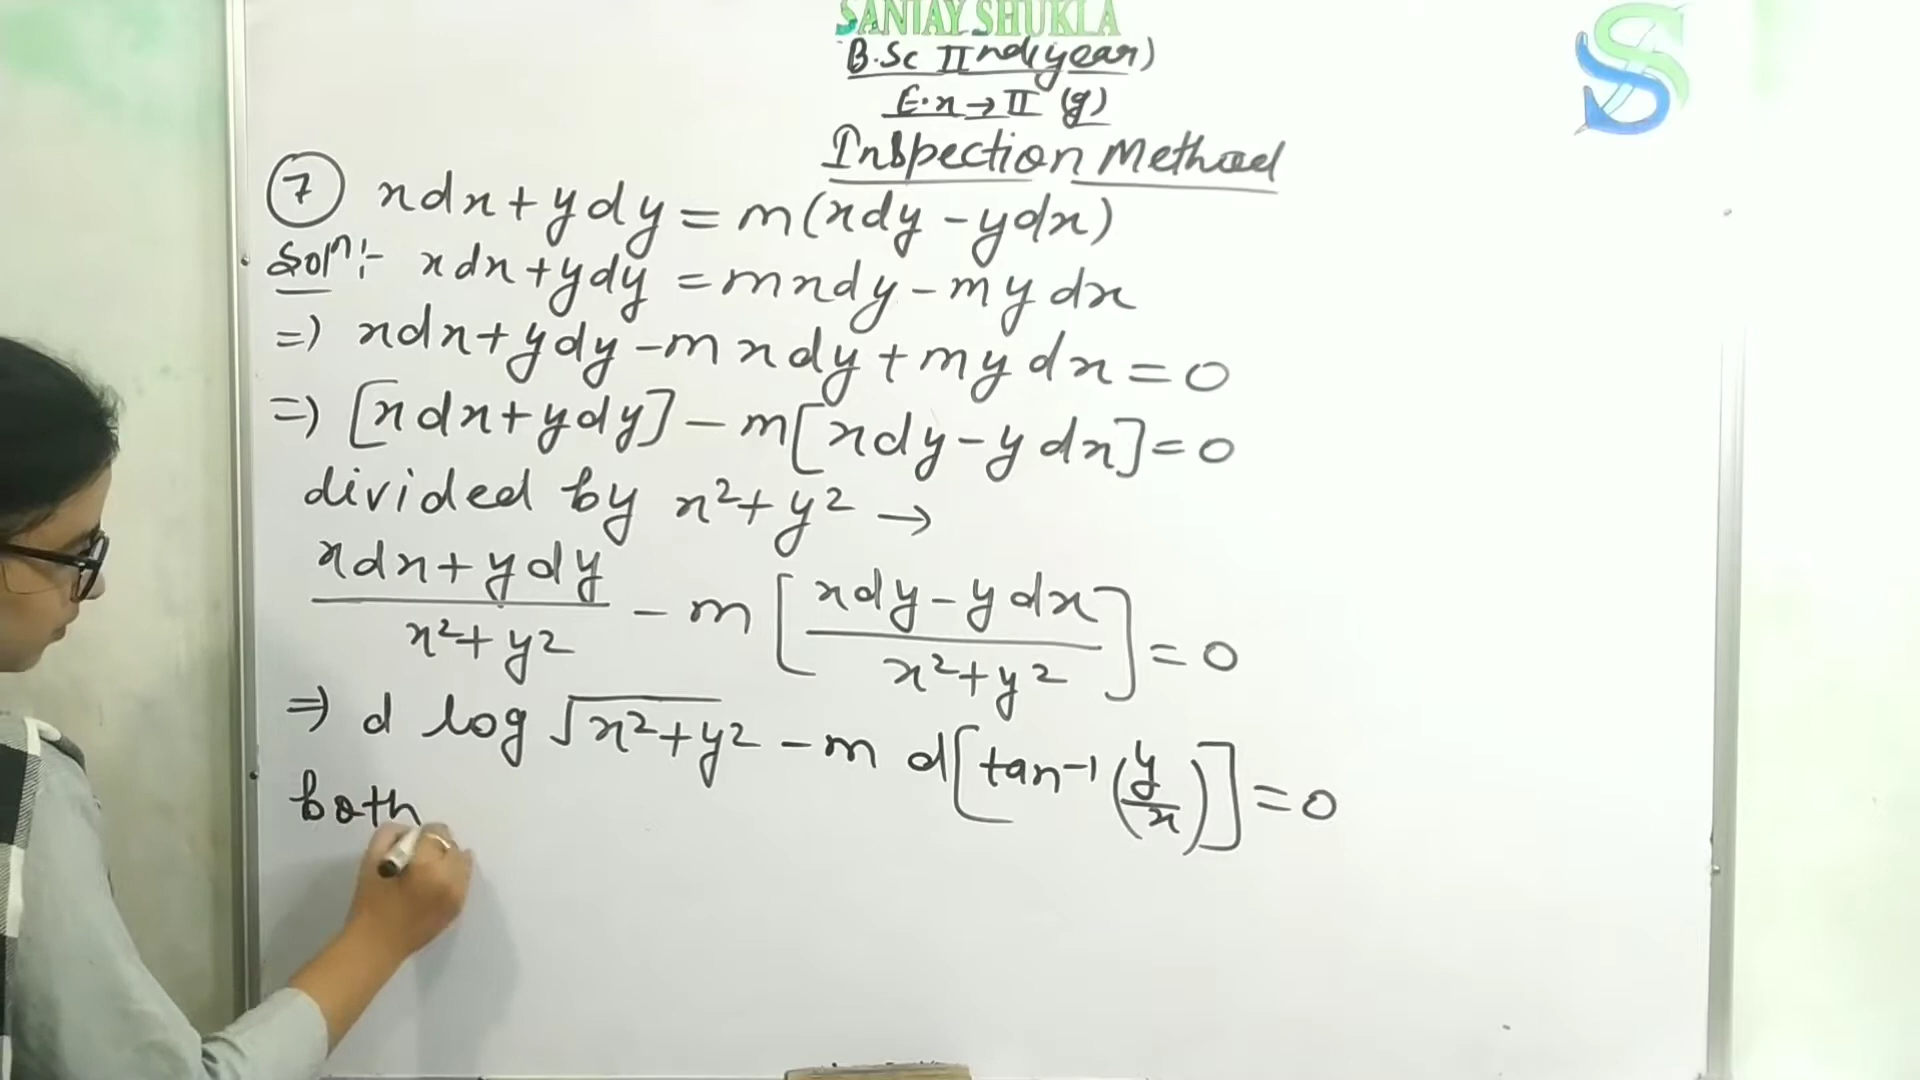 SANJAY SHUKLA
B.Sc II nd (year)
E.x → II (g)
Inspection Method
7 xdx + ydy = m(xdy - ydx)
Solⁿ:- xdx + ydy = mxdy - mydx
=) xdx + ydy - mxdy + mydx = 0
=) [xdx + ydy] - m[xdy - ydx] = 0
divided by x² + y² →
(xdx + ydy)/(x² + y²) - m[(xdy - ydx)/(x² + y²)] = 0
⇒ d log √(x² + y²) - m d[tan⁻¹(y/x)] = 0
both